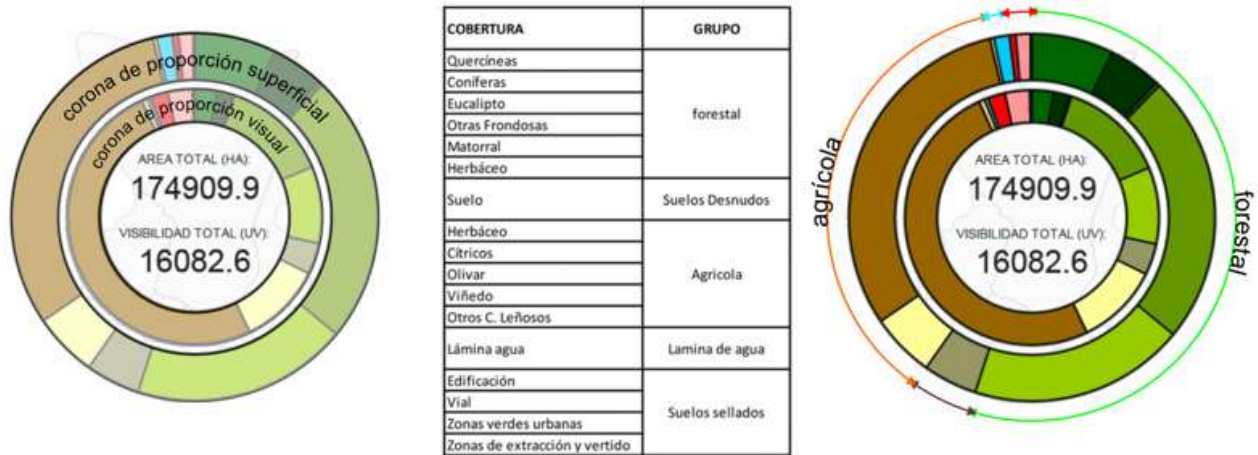 corona de proporción superficial
corona de proporción visual
AREA TOTAL (HA):
174909.9
VISIBILIDAD TOTAL (UV):
16082.6
COBERTURA GRUPO
Quercíneas
Coníferas
Eucalipto
Otras Frondosas
Matorral
Herbáceo
forestal
Suelo Suelos Desnudos
Herbáceo
Cítricos
Olivar
Viñedo
Otros C. Leñosos
Agricola
Lámina agua Lamina de agua
Edificación
Vial
Zonas verdes urbanas
Zonas de extracción y vertido
Suelos sellados
agrícola
AREA TOTAL (HA):
174909.9
VISIBILIDAD TOTAL (UV):
16082.6
forestal